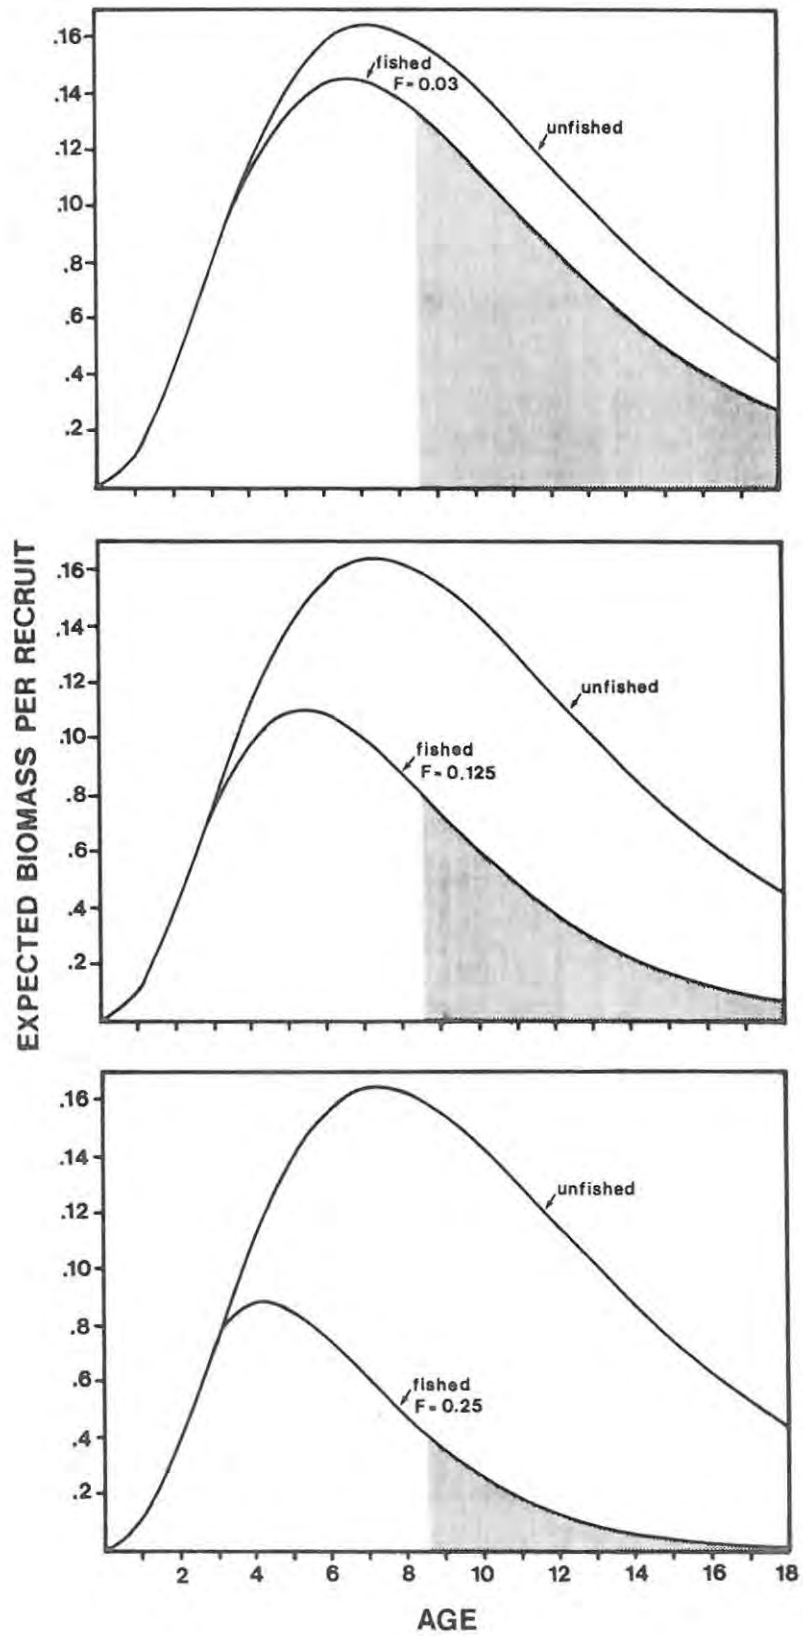 EXPECTED BIOMASS PER RECRUIT
.16
.14
.12
.10
.8
.6
.4
.2
fished
F=0.03
unfished
.16
.14
.12
.10
.8
.6
.4
.2
unfished
fished
F=0.125
.16
.14
.12
.10
.8
.6
.4
.2
unfished
fished
F=0.25
2 4 6 8 10 12 14 16 18
AGE